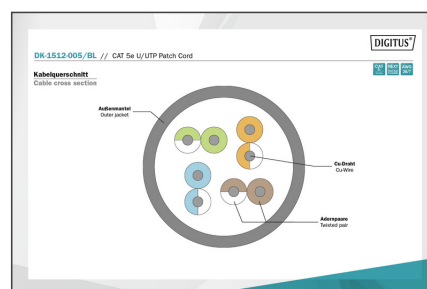 DIGITUS®
DK-1512-005/BL // CAT 5e U/UTP Patch Cord
Kabelquerschnitt
Cable cross section
Außenmantel
Outer jacket
Cu-Draht
Cu-Wire
Adernpaare
Twisted pair